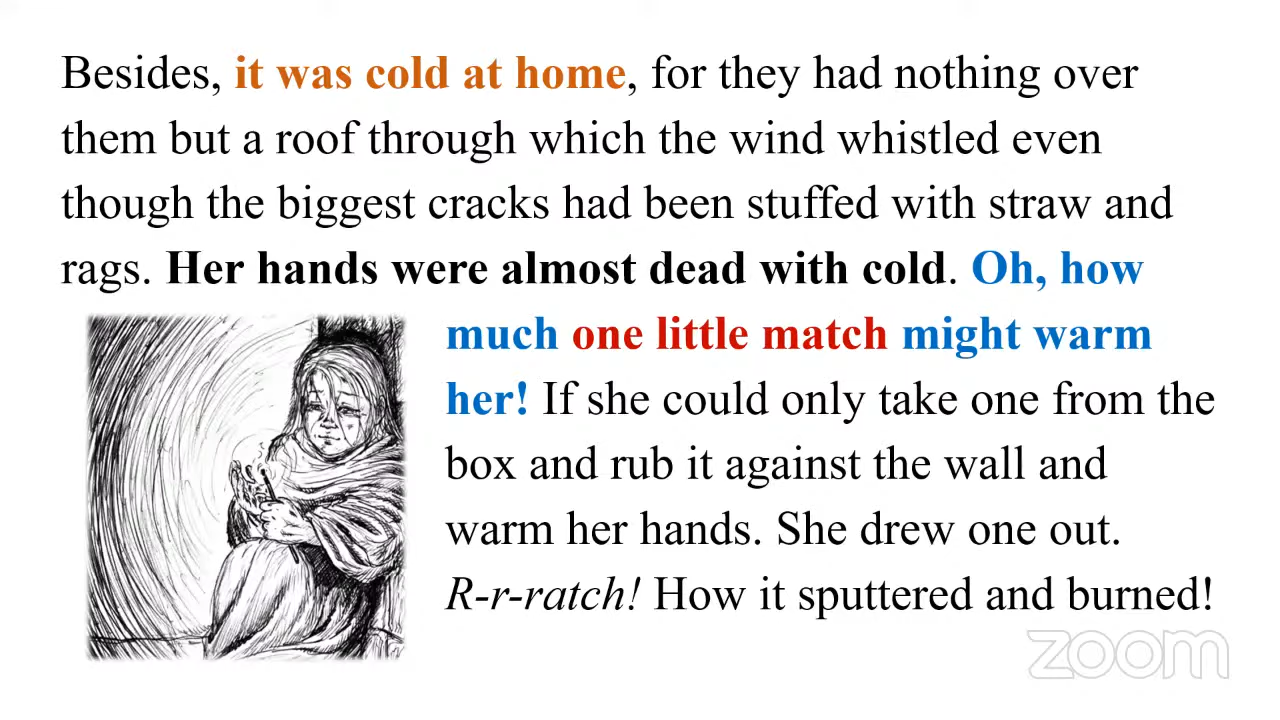 Besides, it was cold at home, for they had nothing over
them but a roof through which the wind whistled even
though the biggest cracks had been stuffed with straw and
rags. Her hands were almost dead with cold. Oh, how
much one little match might warm
her! If she could only take one from the
box and rub it against the wall and
warm her hands. She drew one out.
R-r-ratch! How it sputtered and burned!
zoom